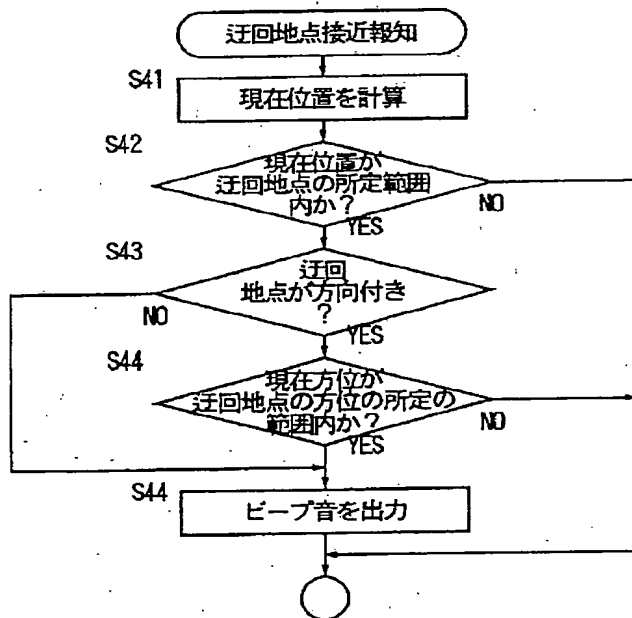 迂回地点接近報知
S41
現在位置を計算
S42
現在位置が
迂回地点の所定範囲
内か?
NO
YES
S43
迂回
地点が方向付き
?
NO
YES
S44
現在方位が
迂回地点の方位の所定の
範囲内か?
NO
YES
S44
ビープ音を出力